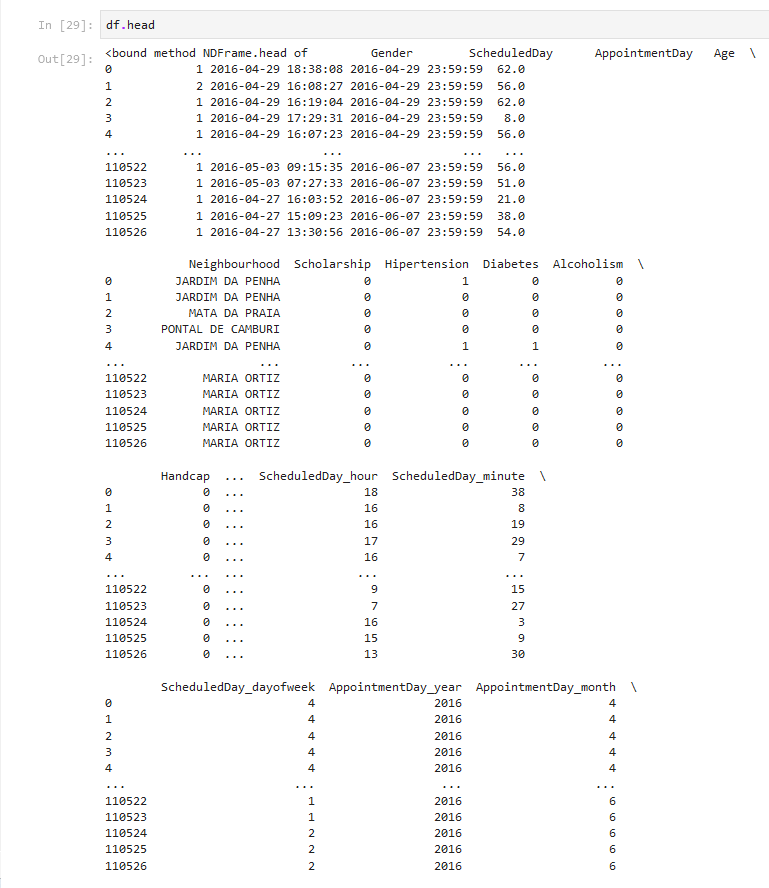 In [29]: df.head
Out[29]: <bound method NDFrame.head of         Gender        ScheduledDay      AppointmentDay   Age  \
0            1 2016-04-29 18:38:08 2016-04-29 23:59:59  62.0
1            2 2016-04-29 16:08:27 2016-04-29 23:59:59  56.0
2            1 2016-04-29 16:19:04 2016-04-29 23:59:59  62.0
3            1 2016-04-29 17:29:31 2016-04-29 23:59:59   8.0
4            1 2016-04-29 16:07:23 2016-04-29 23:59:59  56.0
...        ...                 ...                 ...   ...
110522       1 2016-05-03 09:15:35 2016-06-07 23:59:59  56.0
110523       1 2016-05-03 07:27:33 2016-06-07 23:59:59  51.0
110524       1 2016-04-27 16:03:52 2016-06-07 23:59:59  21.0
110525       1 2016-04-27 15:09:23 2016-06-07 23:59:59  38.0
110526       1 2016-04-27 13:30:56 2016-06-07 23:59:59  54.0
            Neighbourhood  Scholarship  Hipertension  Diabetes  Alcoholism  \
0         JARDIM DA PENHA            0             1         0           0
1         JARDIM DA PENHA            0             0         0           0
2           MATA DA PRAIA            0             0         0           0
3       PONTAL DE CAMBURI            0             0         0           0
4         JARDIM DA PENHA            0             1         1           0
...                   ...          ...           ...       ...         ...
110522        MARIA ORTIZ            0             0         0           0
110523        MARIA ORTIZ            0             0         0           0
110524        MARIA ORTIZ            0             0         0           0
110525        MARIA ORTIZ            0             0         0           0
110526        MARIA ORTIZ            0             0         0           0
        Handcap  ...  ScheduledDay_hour  ScheduledDay_minute  \
0             0  ...                 18                   38
1             0  ...                 16                    8
2             0  ...                 16                   19
3             0  ...                 17                   29
4             0  ...                 16                    7
...         ...  ...                ...                  ...
110522        0  ...                  9                   15
110523        0  ...                  7                   27
110524        0  ...                 16                    3
110525        0  ...                 15                    9
110526        0  ...                 13                   30
        ScheduledDay_dayofweek  AppointmentDay_year  AppointmentDay_month  \
0                            4                 2016                     4
1                            4                 2016                     4
2                            4                 2016                     4
3                            4                 2016                     4
4                            4                 2016                     4
...                        ...                  ...                   ...
110522                       1                 2016                     6
110523                       1                 2016                     6
110524                       2                 2016                     6
110525                       2                 2016                     6
110526                       2                 2016                     6